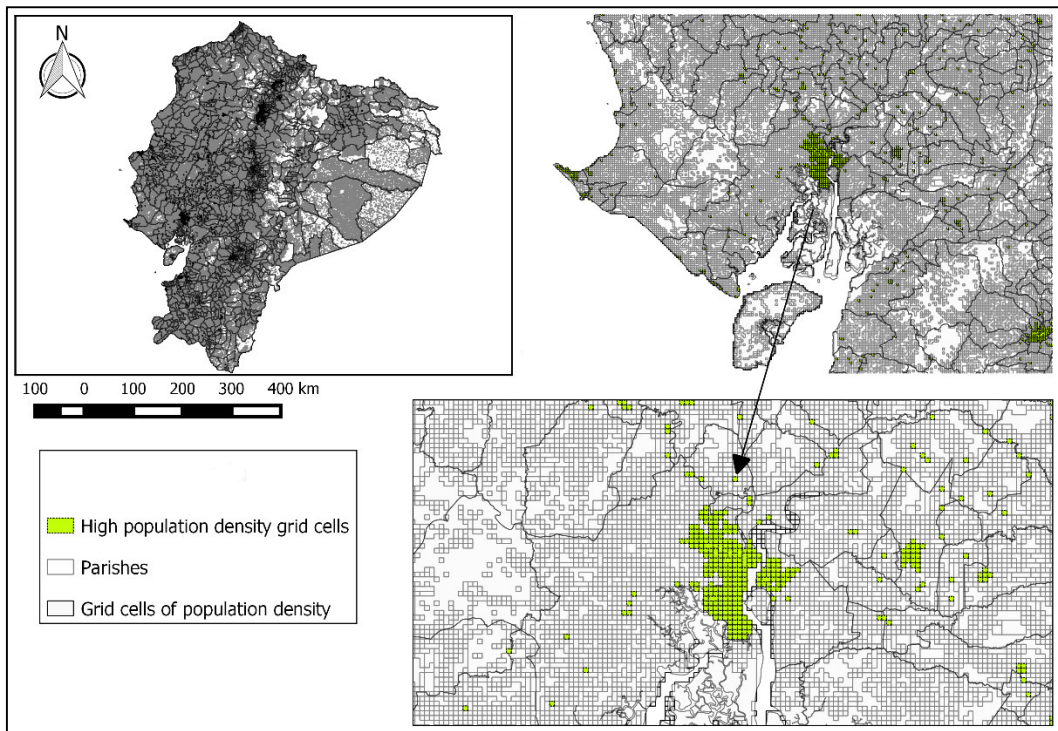 N
100 0 100 200 300 400 km
High population density grid cells
Parishes
Grid cells of population density